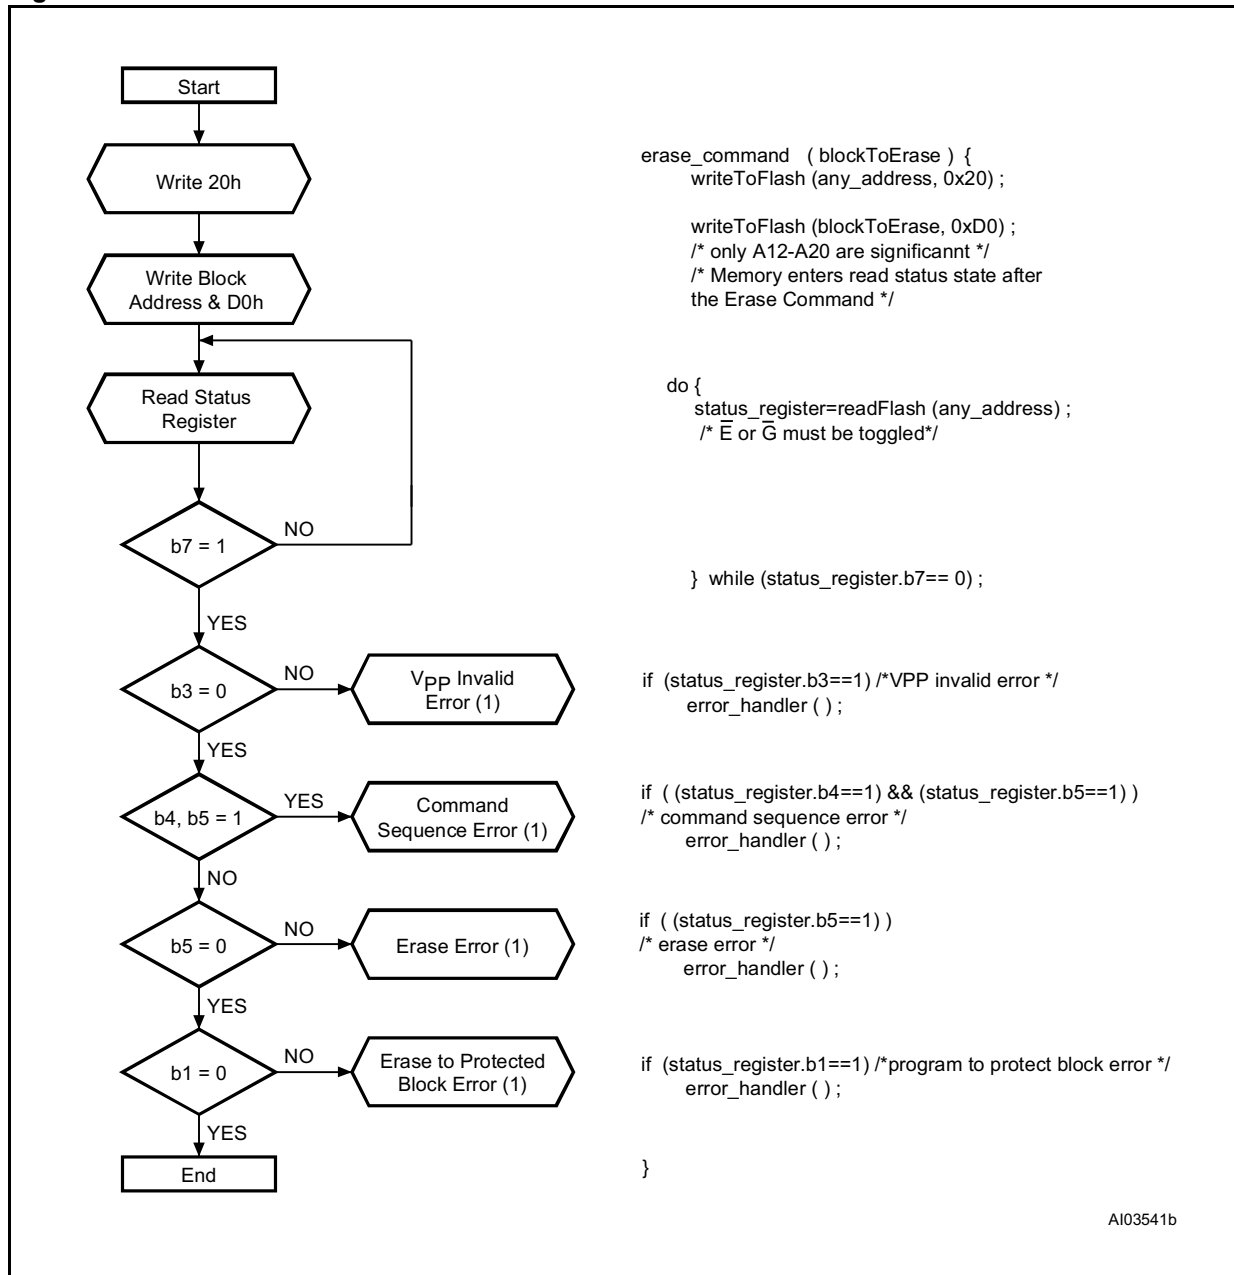 Start
Write 20h
Write Block
Address & D0h
Read Status
Register
b7 = 1
NO
YES
b3 = 0
NO
VPP Invalid
Error (1)
YES
b4, b5 = 1
YES
Command
Sequence Error (1)
NO
b5 = 0
NO
Erase Error (1)
YES
b1 = 0
NO
Erase to Protected
Block Error (1)
YES
End
erase_command ( blockToErase ) {
writeToFlash (any_address, 0x20) ;
writeToFlash (blockToErase, 0xD0) ;
/* only A12-A20 are significannt */
/* Memory enters read status state after
the Erase Command */
do {
status_register=readFlash (any_address) ;
/* E̅ or G̅ must be toggled*/
} while (status_register.b7== 0) ;
if (status_register.b3==1) /*VPP invalid error */
error_handler ( ) ;
if ( (status_register.b4==1) && (status_register.b5==1) )
/* command sequence error */
error_handler ( ) ;
if ( (status_register.b5==1) )
/* erase error */
error_handler ( ) ;
if (status_register.b1==1) /*program to protect block error */
error_handler ( ) ;
}
AI03541b